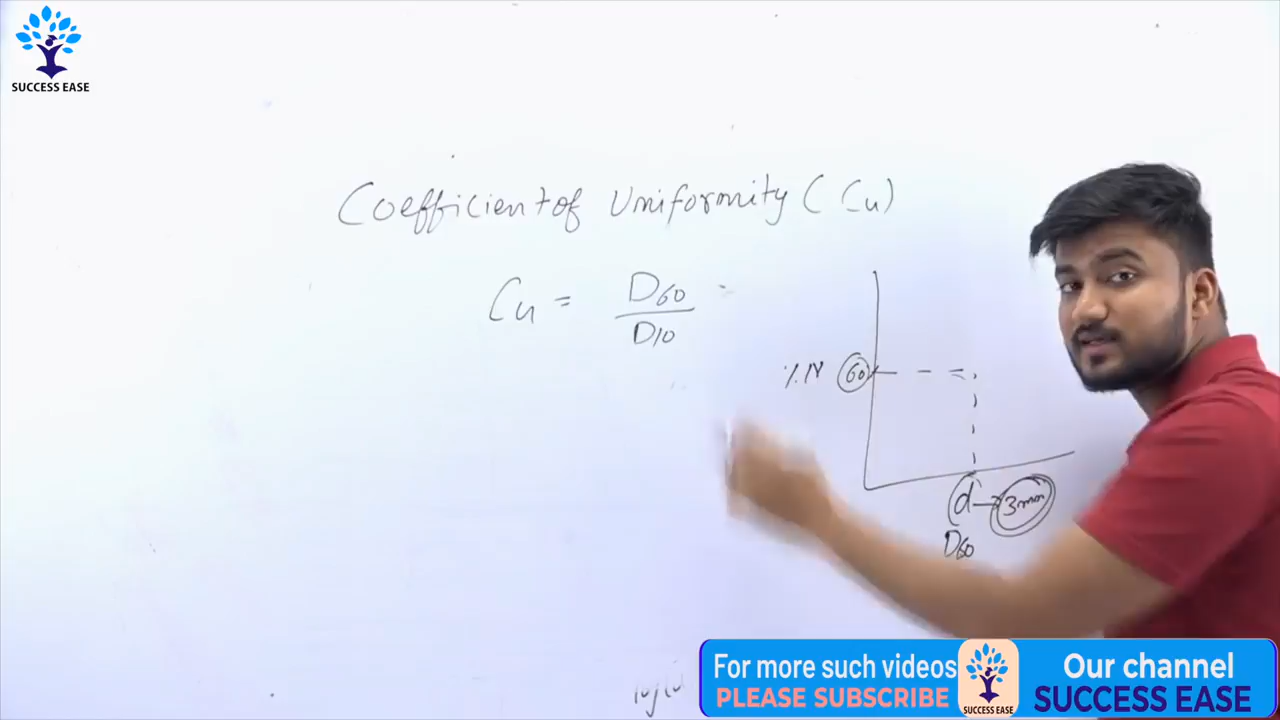 SUCCESS EASE
Coefficient of Uniformity (Cu)
Cu = D60 / D10 =
60
d → 3mm
D60
For more such videos
PLEASE SUBSCRIBE
SUCCESS EASE
Our channel
SUCCESS EASE